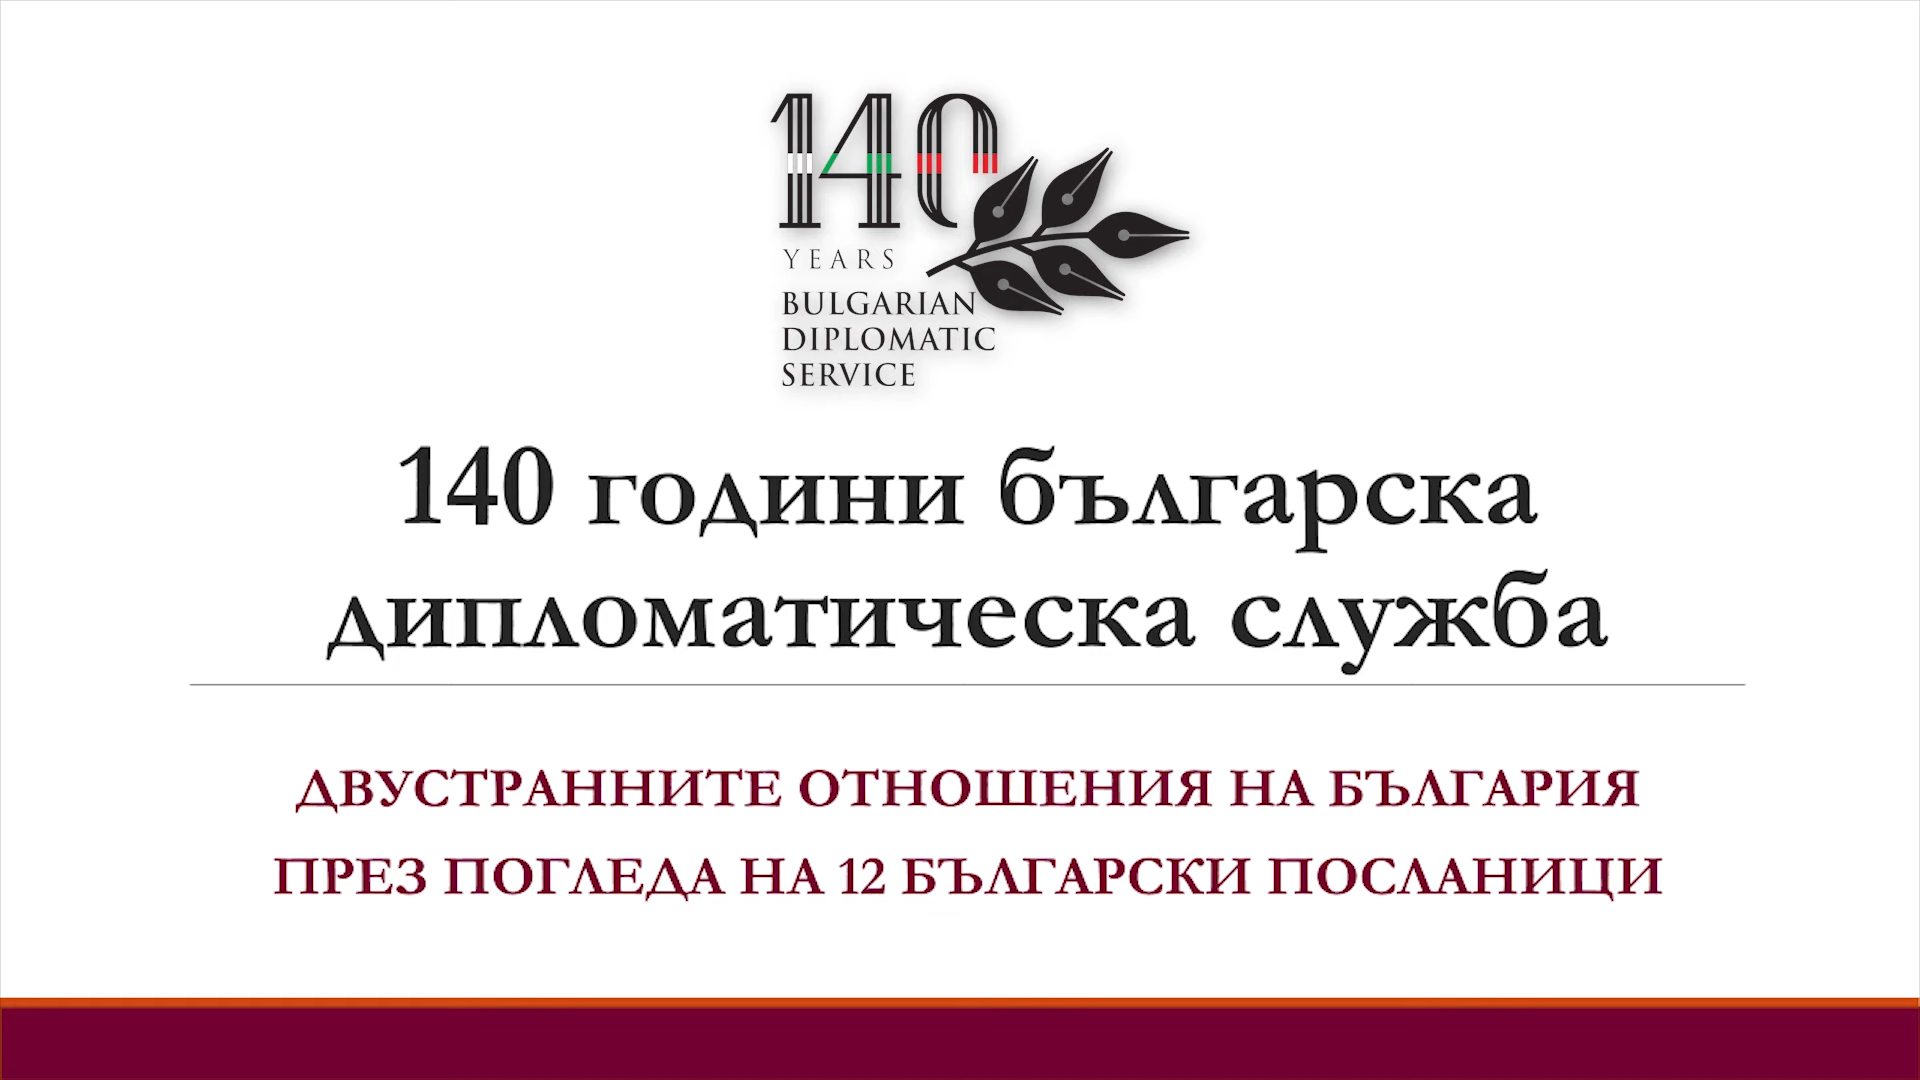 140
YEARS
BULGARIAN
DIPLOMATIC
SERVICE
140 години българска
дипломатическа служба
ДВУСТРАННИТЕ ОТНОШЕНИЯ НА БЪЛГАРИЯ
ПРЕЗ ПОГЛЕДА НА 12 БЪЛГАРСКИ ПОСЛАНИЦИ